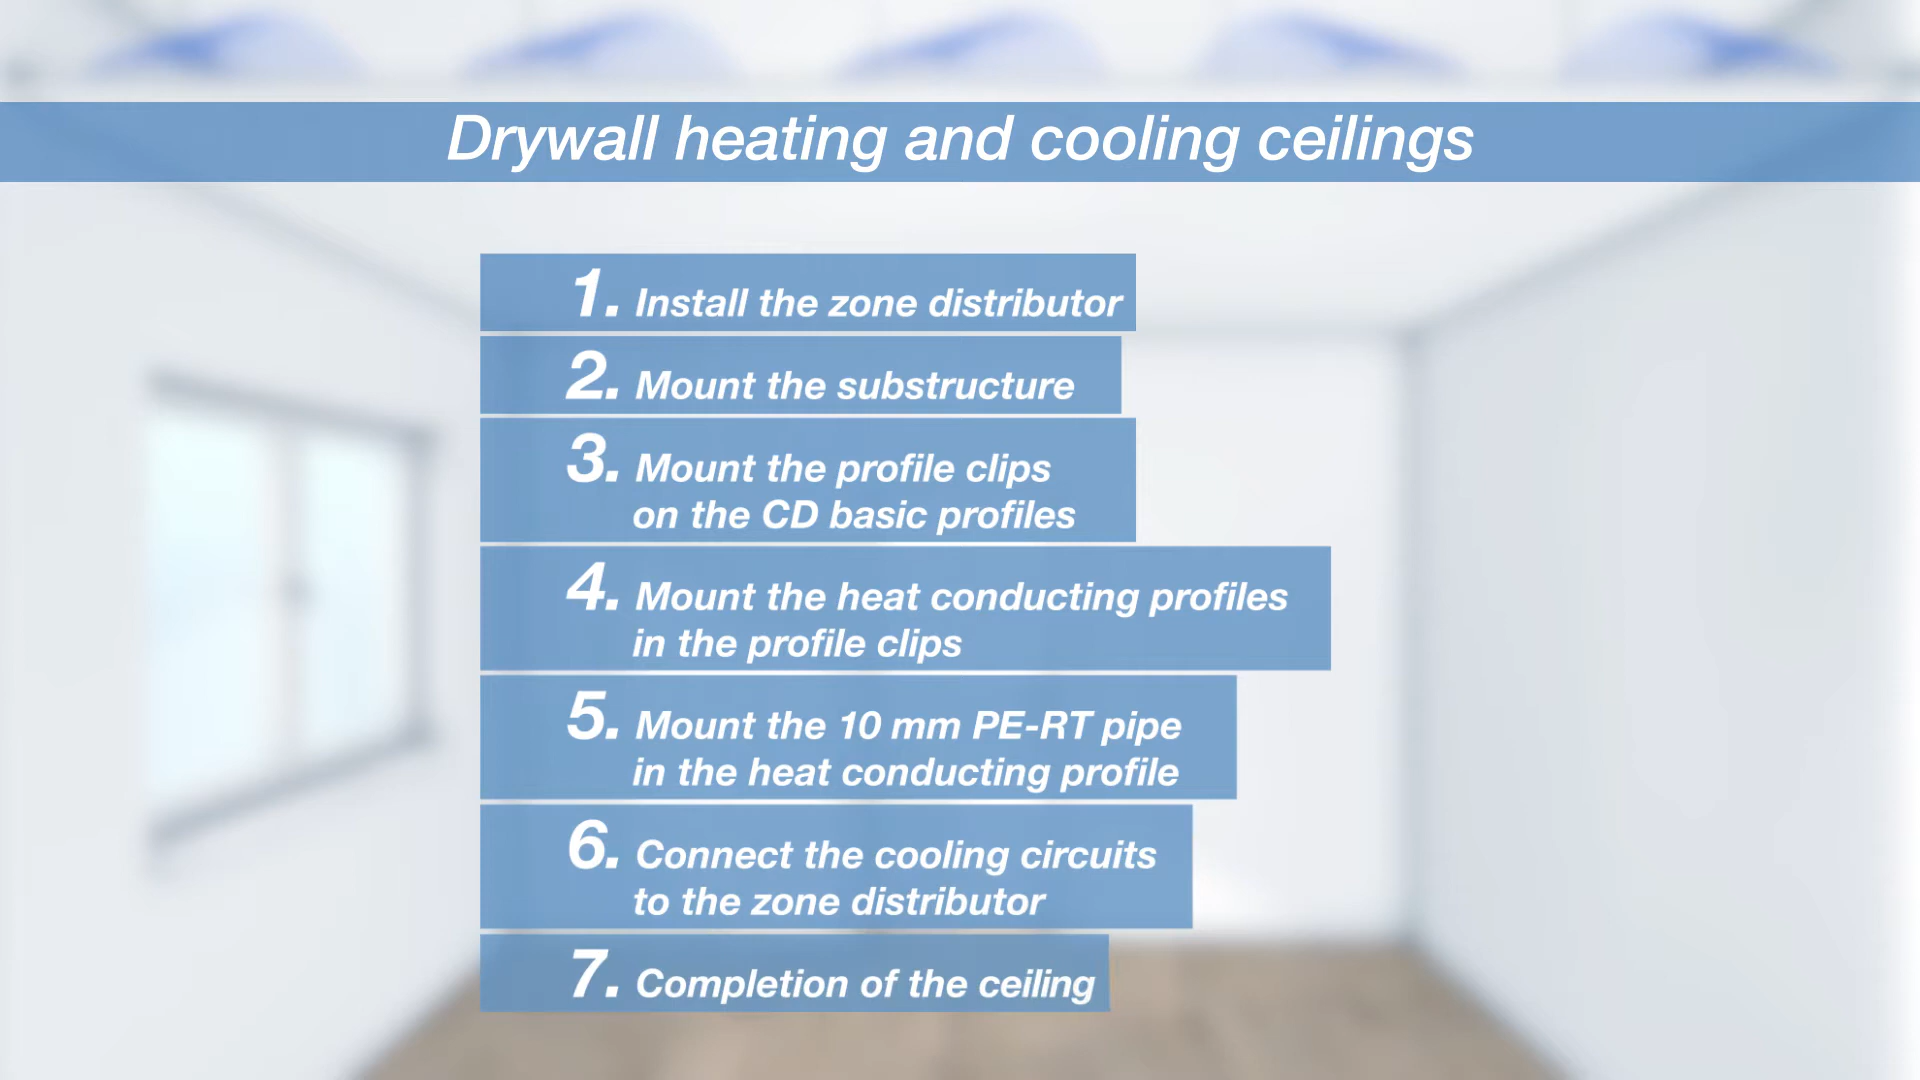 Drywall heating and cooling ceilings
1. Install the zone distributor
2. Mount the substructure
3. Mount the profile clips
on the CD basic profiles
4. Mount the heat conducting profiles
in the profile clips
5. Mount the 10 mm PE-RT pipe
in the heat conducting profile
6. Connect the cooling circuits
to the zone distributor
7. Completion of the ceiling